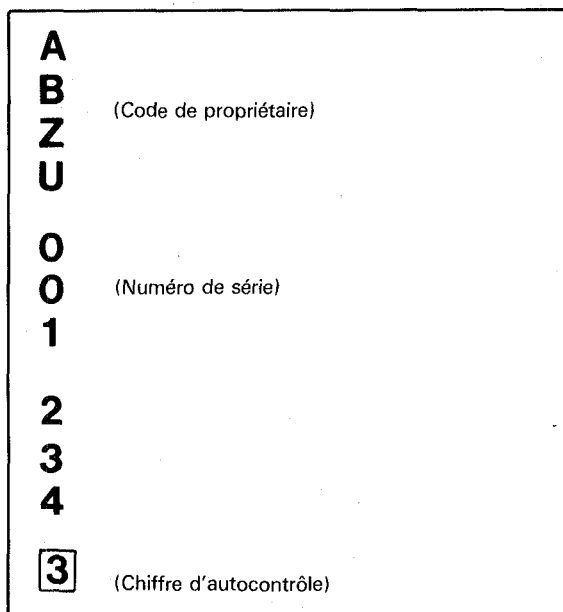 A
B
(Code de propriétaire)
Z
U
0
0
(Numéro de série)
1
2
3
4
3
(Chiffre d'autocontrôle)